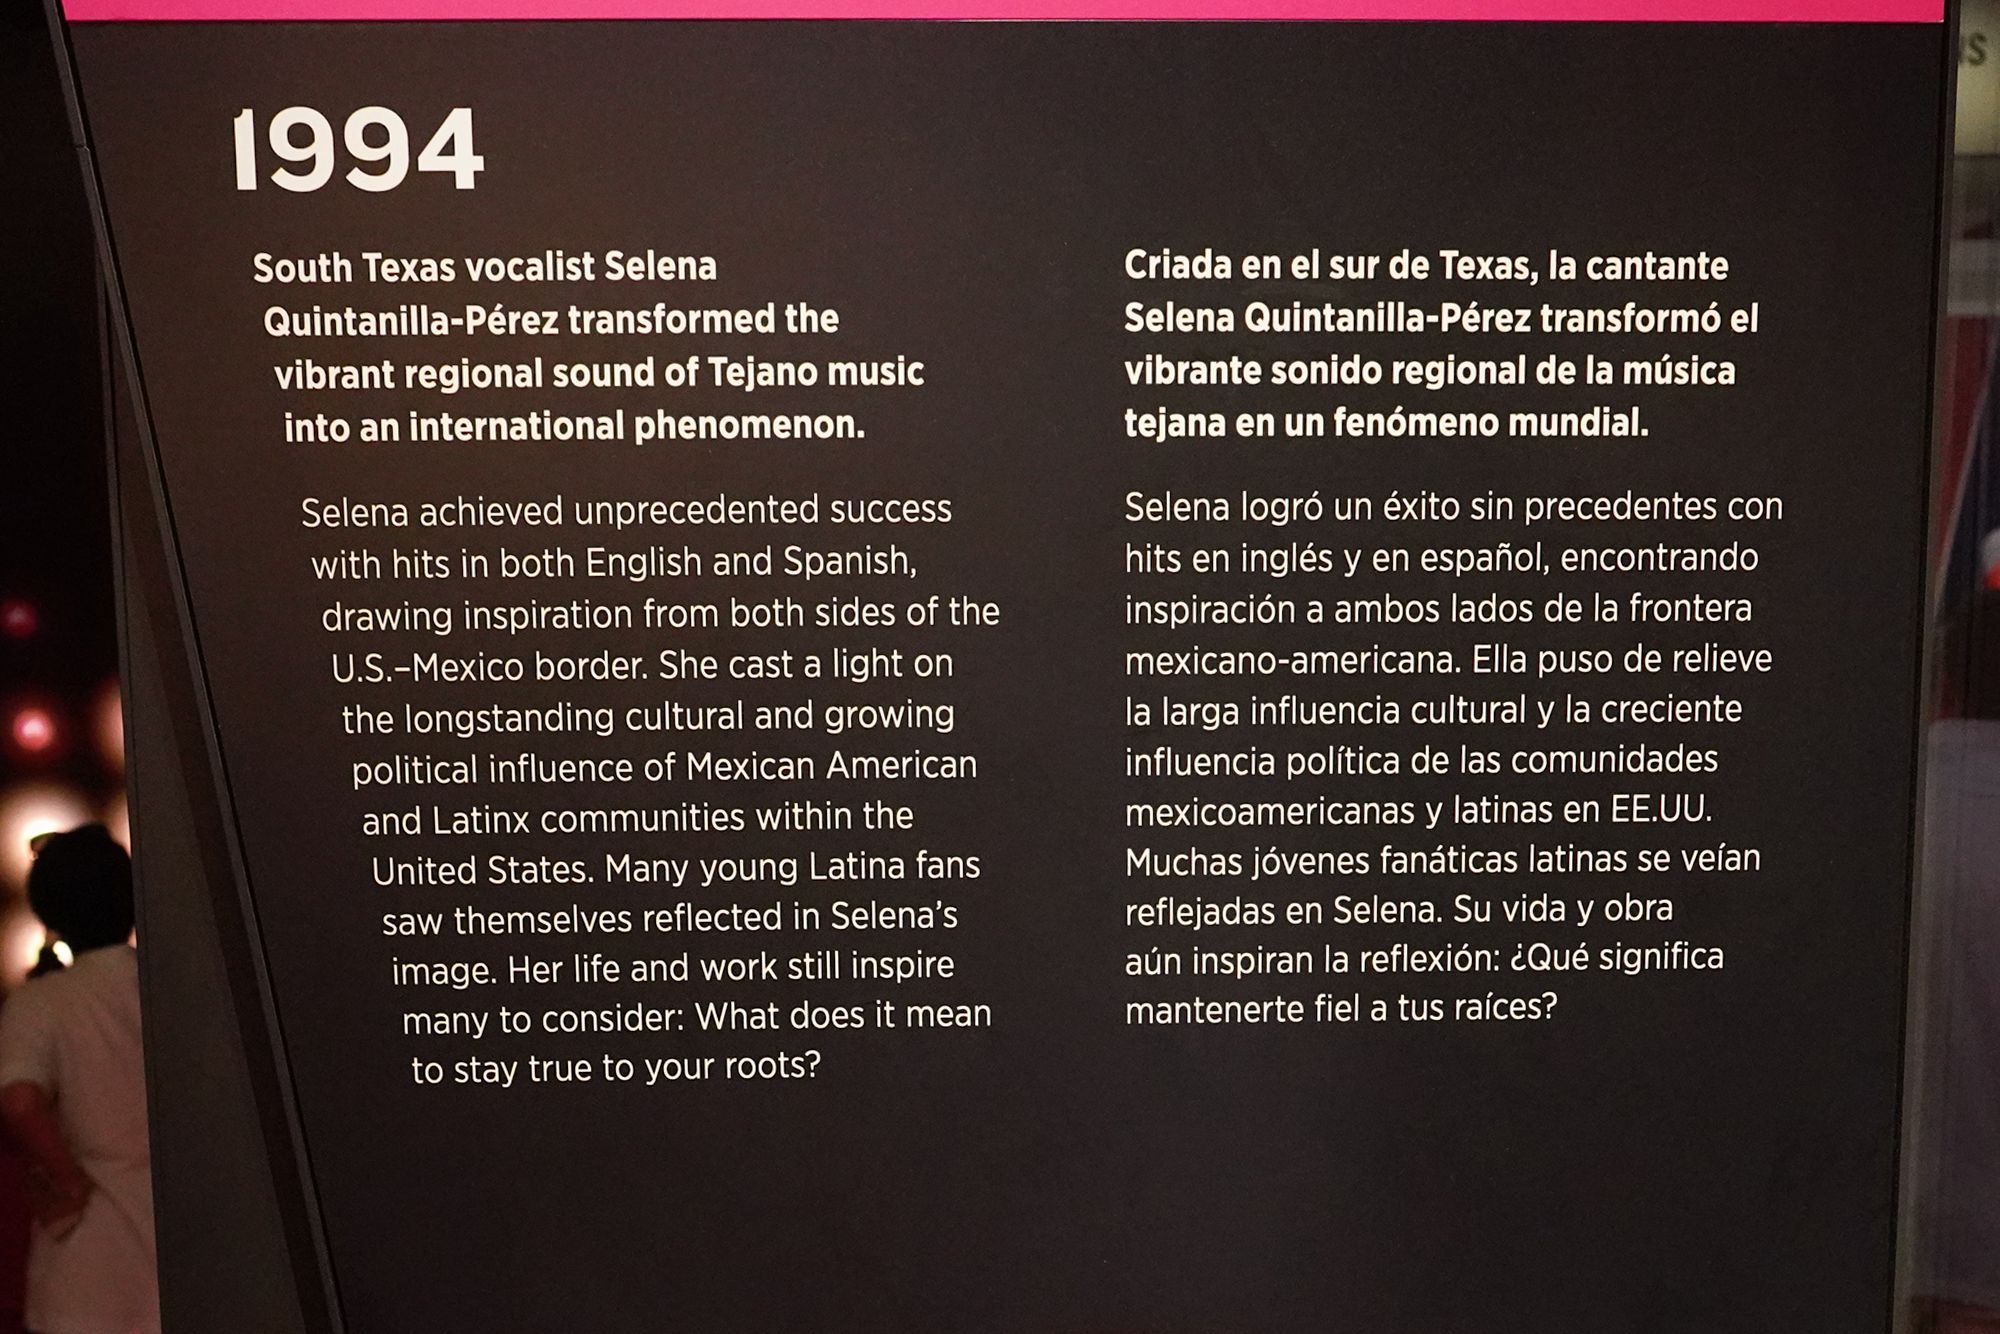 1994
South Texas vocalist Selena
Quintanilla-Pérez transformed the
vibrant regional sound of Tejano music
into an international phenomenon.
Selena achieved unprecedented success
with hits in both English and Spanish,
drawing inspiration from both sides of the
U.S.–Mexico border. She cast a light on
the longstanding cultural and growing
political influence of Mexican American
and Latinx communities within the
United States. Many young Latina fans
saw themselves reflected in Selena’s
image. Her life and work still inspire
many to consider: What does it mean
to stay true to your roots?
Criada en el sur de Texas, la cantante
Selena Quintanilla-Pérez transformó el
vibrante sonido regional de la música
tejana en un fenómeno mundial.
Selena logró un éxito sin precedentes con
hits en inglés y en español, encontrando
inspiración a ambos lados de la frontera
mexicano-americana. Ella puso de relieve
la larga influencia cultural y la creciente
influencia política de las comunidades
mexicoamericanas y latinas en EE.UU.
Muchas jóvenes fanáticas latinas se veían
reflejadas en Selena. Su vida y obra
aún inspiran la reflexión: ¿Qué significa
mantenerte fiel a tus raíces?